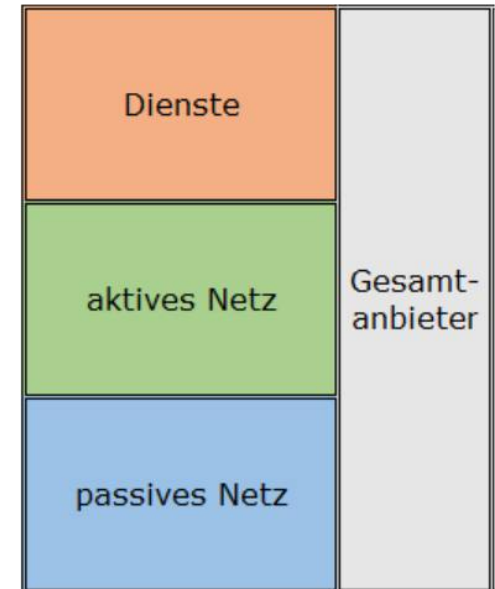 Dienste
aktives Netz
Gesamt-
anbieter
passives Netz